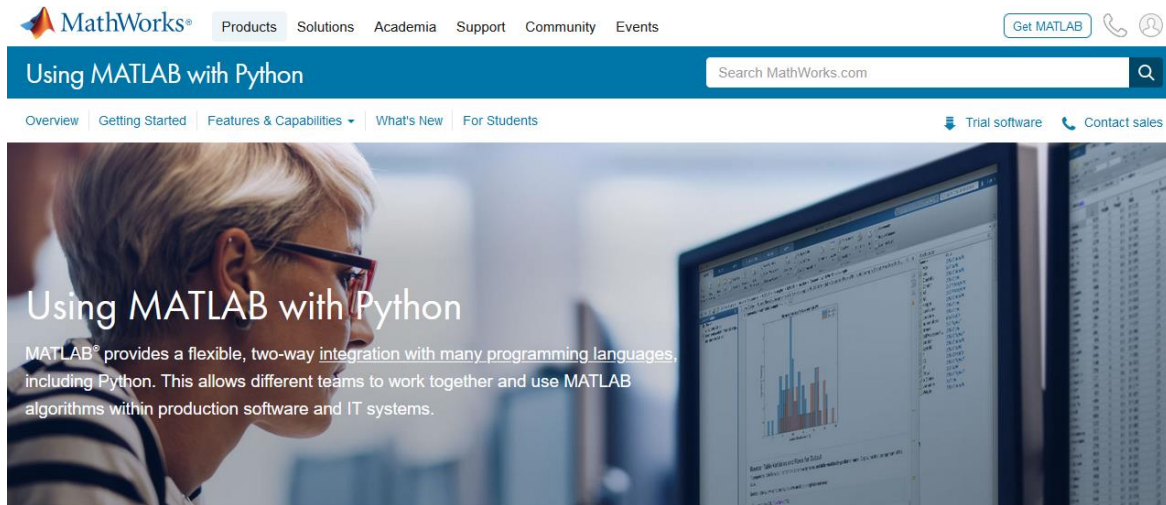 MathWorks®
Products Solutions Academia Support Community Events
Get MATLAB
Using MATLAB with Python
Search MathWorks.com
Overview Getting Started Features & Capabilities What's New For Students
Trial software Contact sales
Using MATLAB with Python
MATLAB® provides a flexible, two-way integration with many programming languages,
including Python. This allows different teams to work together and use MATLAB
algorithms within production software and IT systems.